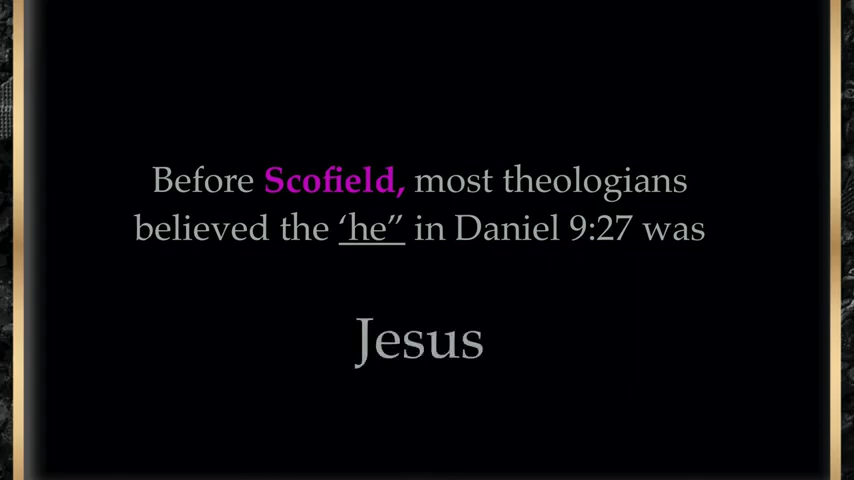 Before Scofield, most theologians
believed the ‘he” in Daniel 9:27 was
Jesus